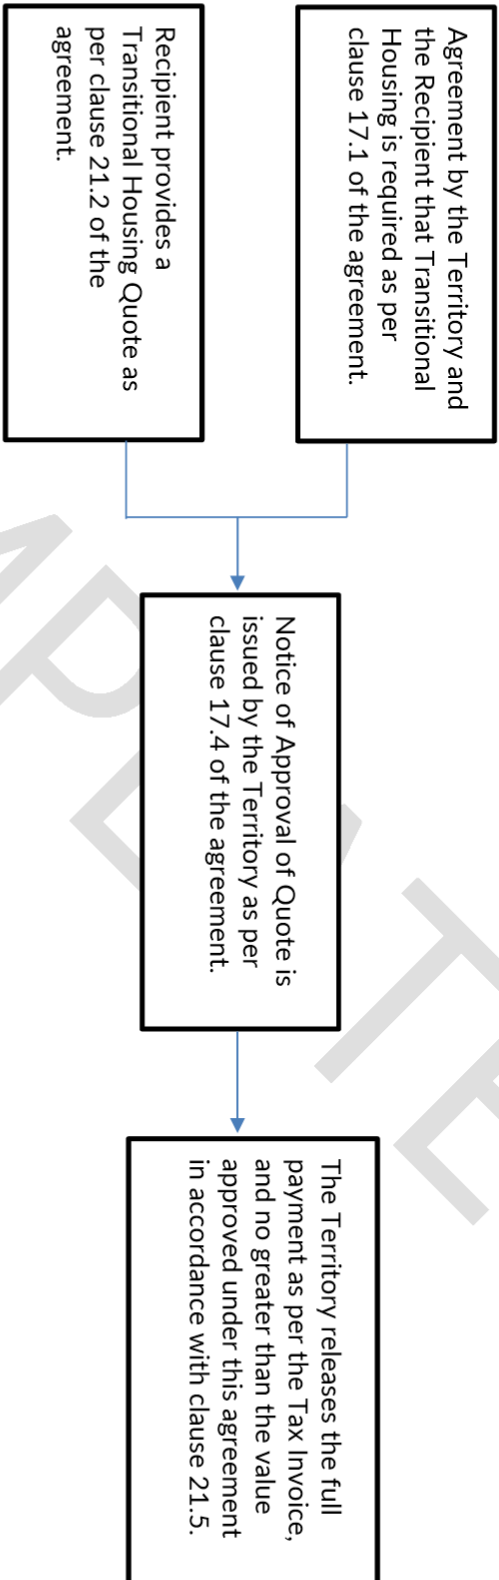 Agreement by the Territory and
the Recipient that Transitional
Housing is required as per
clause 17.1 of the agreement.
Recipient provides a
Transitional Housing Quote as
per clause 21.2 of the
agreement.
Notice of Approval of Quote is
issued by the Territory as per
clause 17.4 of the agreement.
The Territory releases the full
payment as per the Tax Invoice,
and no greater than the value
approved under this agreement
in accordance with clause 21.5.
MPLATE